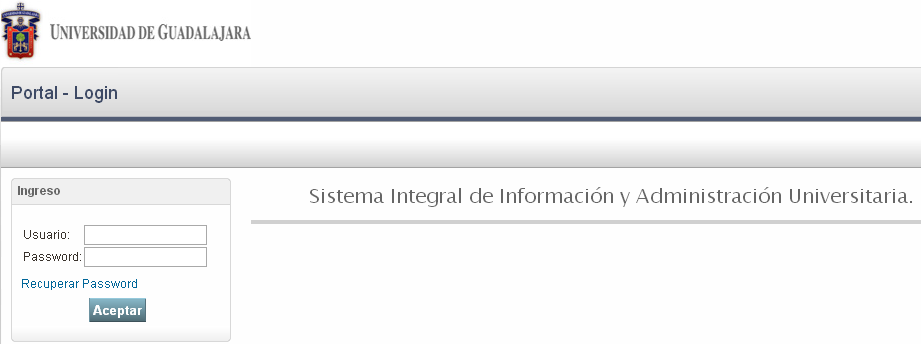 UNIVERSIDAD DE GUADALAJARA
Portal - Login
Ingreso
Sistema Integral de Información y Administración Universitaria.
Usuario:
Password:
Recuperar Password
Aceptar